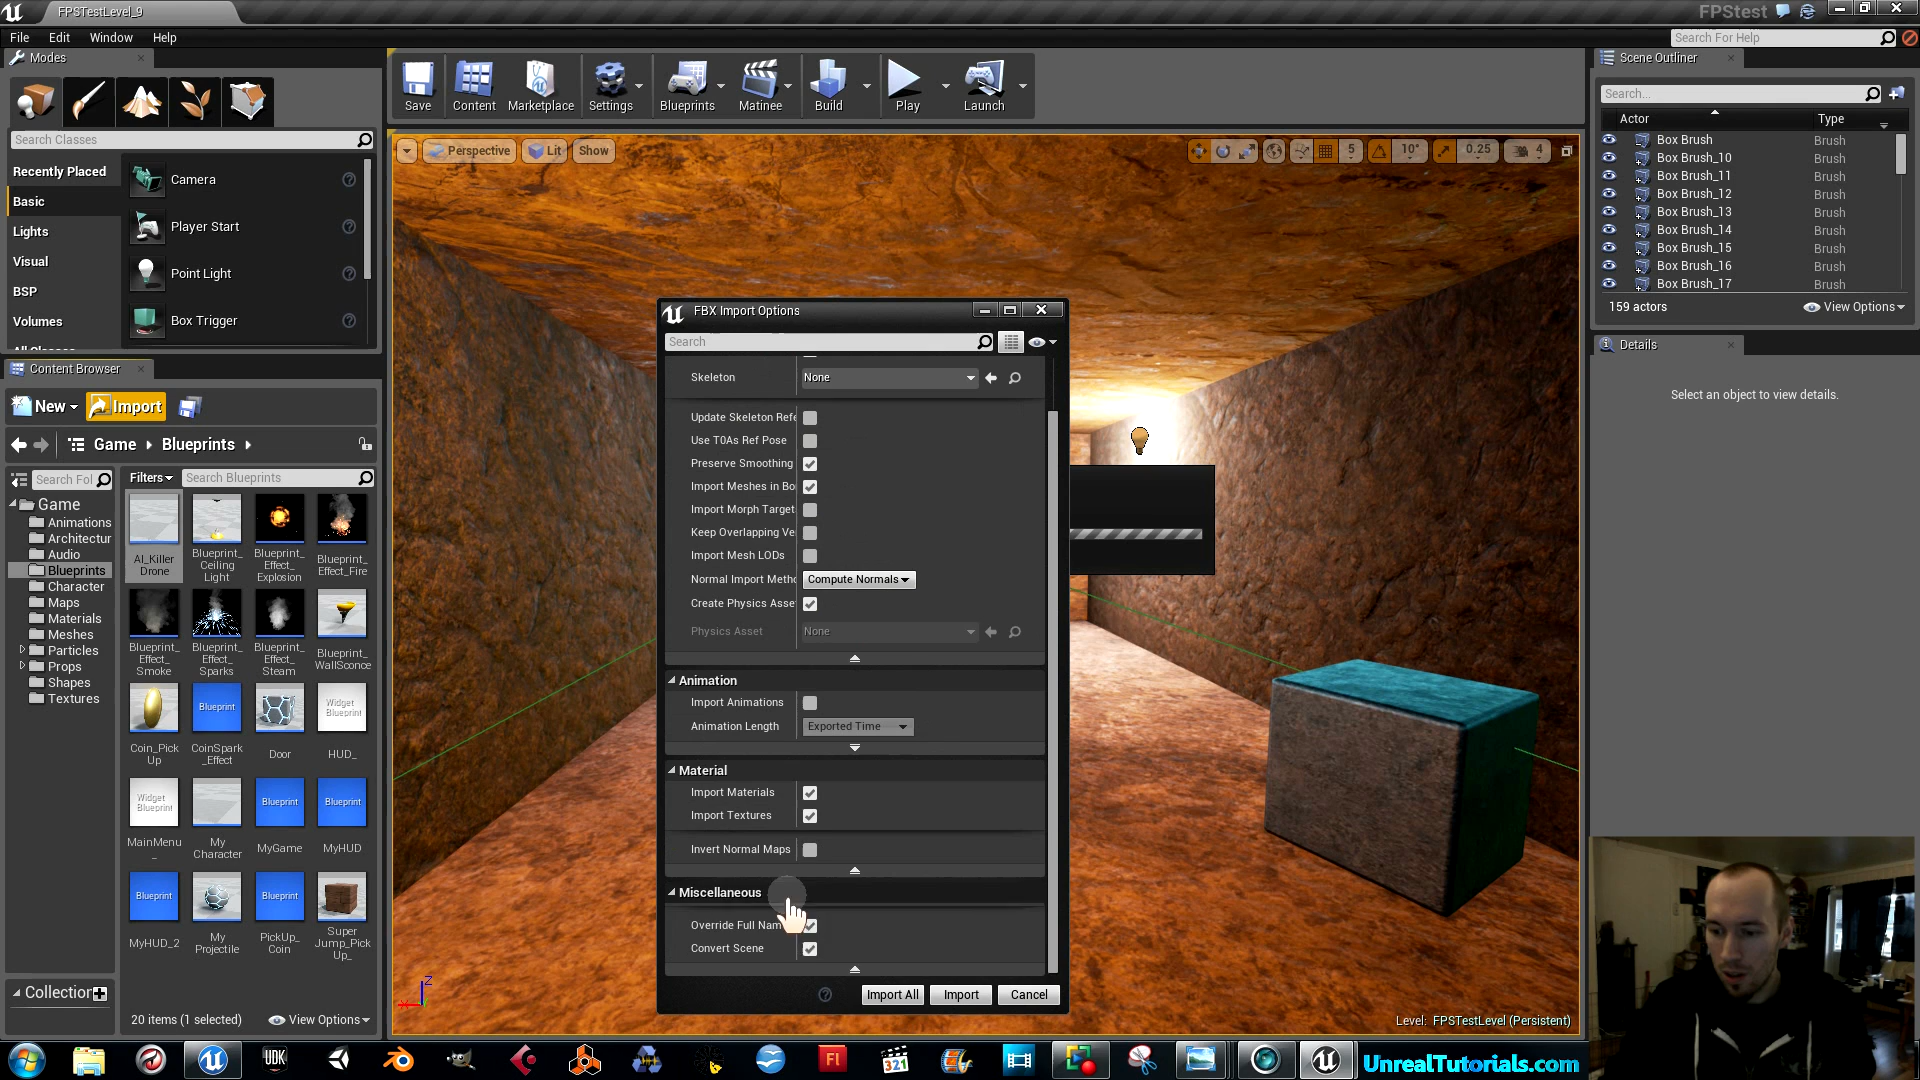 FPSTestLevel_9
FPStest
File
Edit
Window
Help
Search For Help
Modes
Search Classes
Recently Placed
Basic
Lights
Visual
BSP
Volumes
Camera
Player Start
Point Light
Box Trigger
Save
Content
Marketplace
Settings
Blueprints
Matinee
Build
Play
Launch
Perspective
Lit
Show
5
10°
0.25
4
Scene Outliner
Search...
Actor
Type
Box Brush
Brush
Box Brush_10
Brush
Box Brush_11
Brush
Box Brush_12
Brush
Box Brush_13
Brush
Box Brush_14
Brush
Box Brush_15
Brush
Box Brush_16
Brush
Box Brush_17
Brush
159 actors
View Options
Details
Select an object to view details.
Content Browser
New
Import
Game
Blueprints
Search Fol
Filters
Search Blueprints
Game
Animations
Architectur
Audio
Blueprints
Character
Maps
Materials
Meshes
Particles
Props
Shapes
Textures
AI_Killer
Drone
Blueprint_
Ceiling
Light
Blueprint_
Effect_
Explosion
Blueprint_
Effect_Fire
Blueprint_
Effect_
Smoke
Blueprint_
Effect_
Sparks
Blueprint_
Effect_
Steam
Blueprint_
WallSconce
Blueprint
Widget
Blueprint
Coin_Pick
Up
CoinSpark
_Effect
Door
HUD_
Widget
Blueprint
Blueprint
Blueprint
MainMenu
_
My
Character
MyGame
MyHUD
Blueprint
Blueprint
MyHUD_2
My
Projectile
PickUp_
Coin
Super
Jump_Pick
Up_
Collection
20 items (1 selected)
View Options
FBX Import Options
Search
Skeleton
None
Update Skeleton Refe
Use T0As Ref Pose
Preserve Smoothing
Import Meshes in Bo
Import Morph Target
Keep Overlapping Ve
Import Mesh LODs
Normal Import Metho
Compute Normals
Create Physics Asse
Physics Asset
None
Animation
Import Animations
Animation Length
Exported Time
Material
Import Materials
Import Textures
Invert Normal Maps
Miscellaneous
Override Full Nam
Convert Scene
Import All
Import
Cancel
Z
X
Level: FPSTestLevel (Persistent)
UDK
Fl
321
UnrealTutorials.com